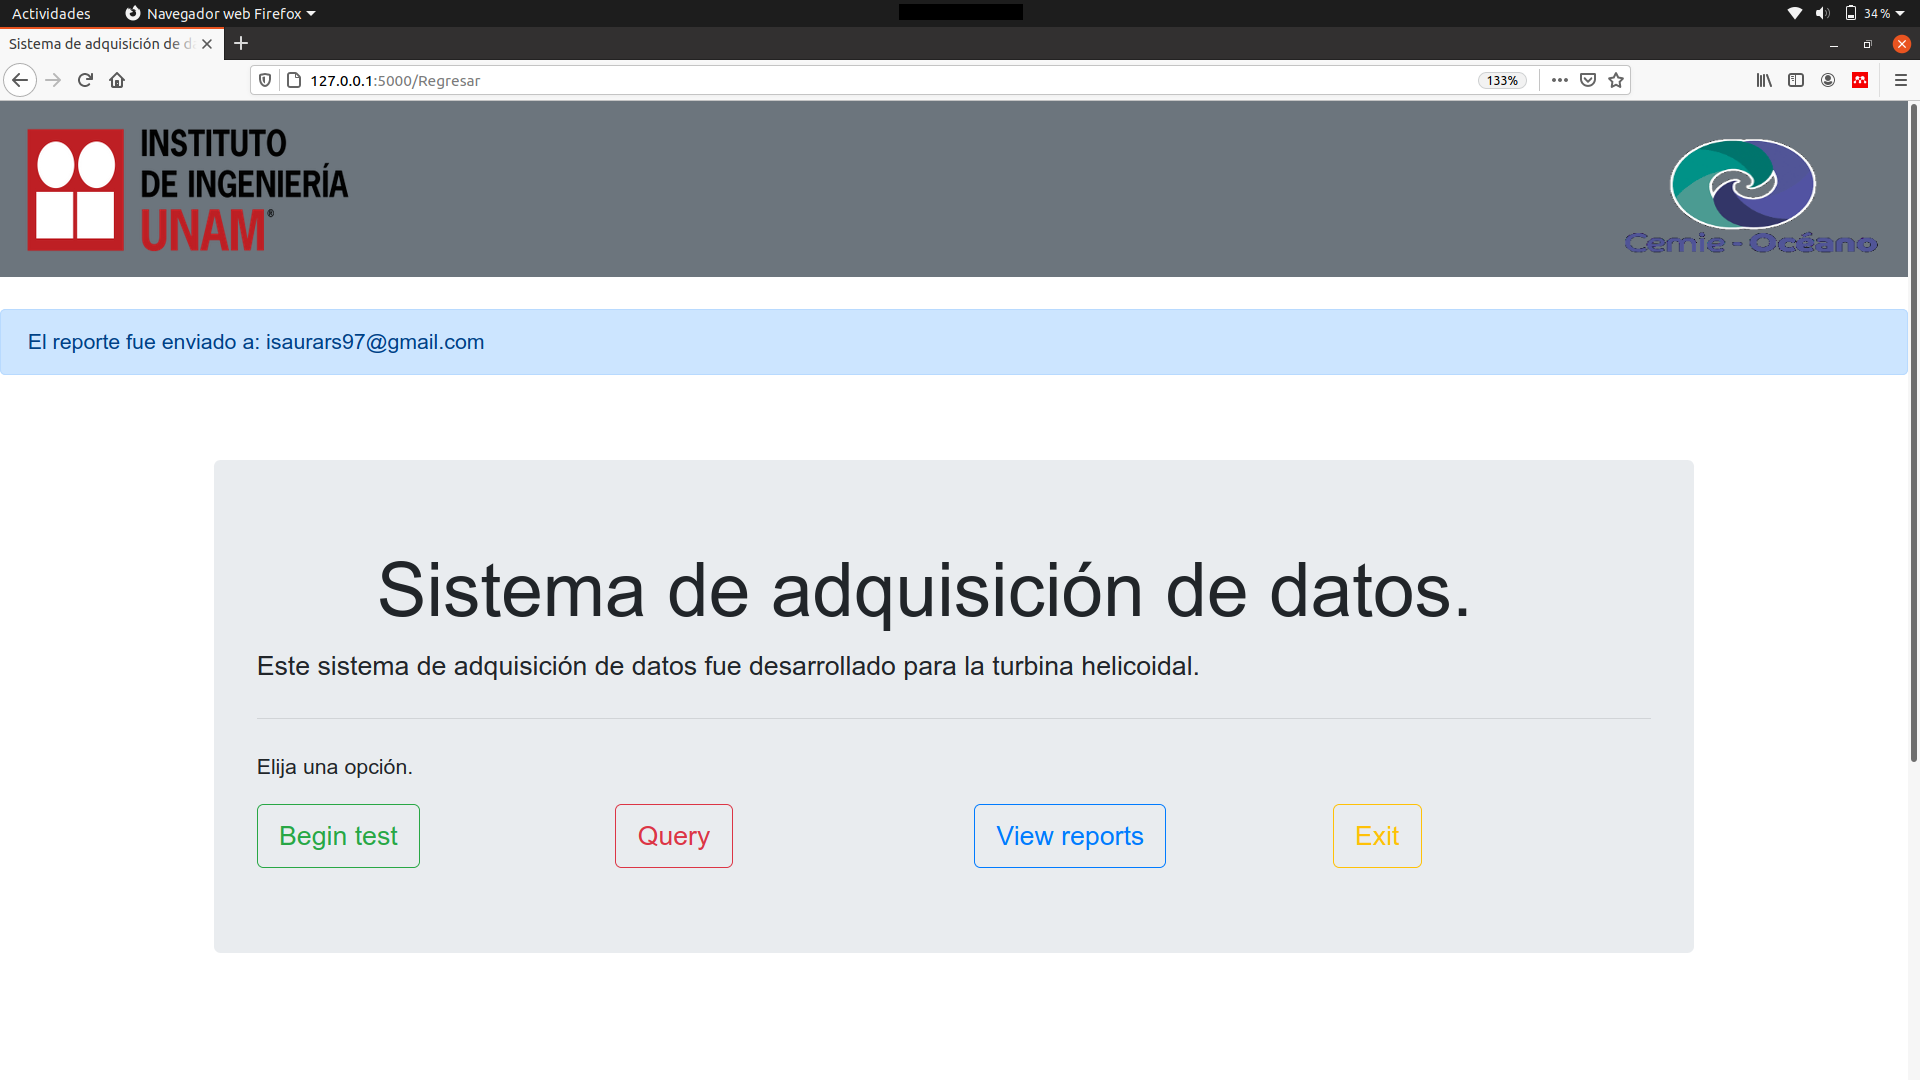 Actividades Navegador web Firefox 34 %
Sistema de adquisición de d
127.0.0.1:5000/Regresar 133%
INSTITUTO
DE INGENIERÍA
UNAM®
Cemie - Océano
El reporte fue enviado a: isaurars97@gmail.com
Sistema de adquisición de datos.
Este sistema de adquisición de datos fue desarrollado para la turbina helicoidal.
Elija una opción.
Begin test Query View reports Exit